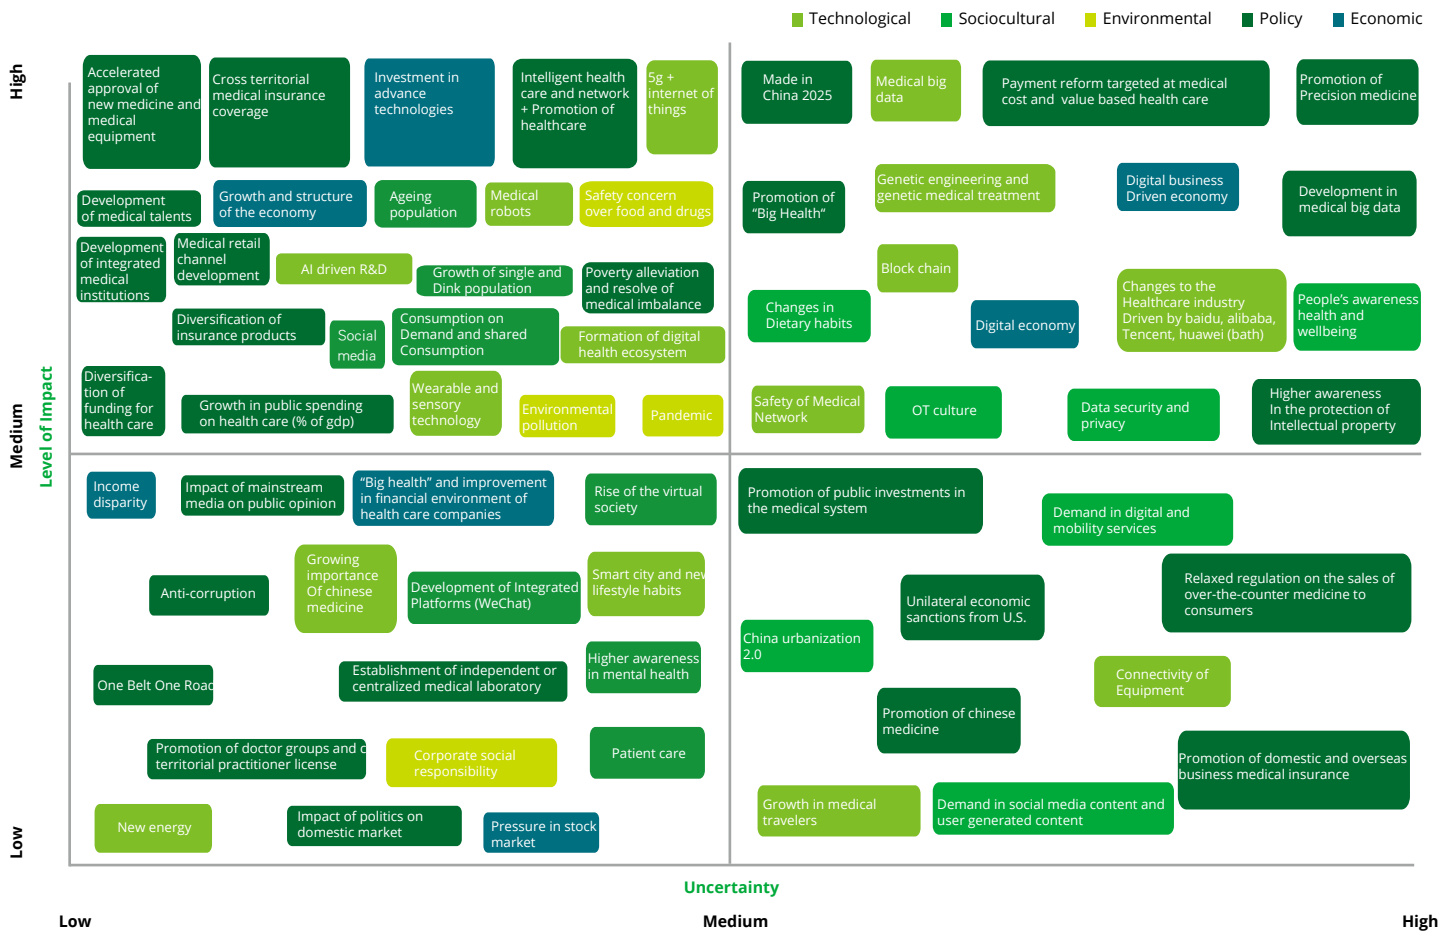 Technological
Sociocultural
Environmental
Policy
Economic
High
Medium
Low
Level of Impact
Accelerated
approval of
new medicine and
medical
equipment
Cross territorial
medical insurance
coverage
Investment in
advance
technologies
Intelligent health
care and network
+ Promotion of
healthcare
5g +
internet of
things
Development
of medical talents
Growth and structure
of the economy
Ageing
population
Medical
robots
Safety concern
over food and drugs
Development
of integrated
medical
institutions
Medical retail
channel
development
AI driven R&D
Growth of single and
Dink population
Poverty alleviation
and resolve of
medical imbalance
Diversification of
insurance products
Social
media
Consumption on
Demand and shared
Consumption
Formation of digital
health ecosystem
Diversifica-
tion of
funding for
health care
Growth in public spending
on health care (% of gdp)
Wearable and
sensory
technology
Environmental
pollution
Pandemic
Made in
China 2025
Medical big
data
Payment reform targeted at medical
cost and value based health care
Promotion of
Precision medicine
Promotion of
“Big Health“
Genetic engineering and
genetic medical treatment
Digital business
Driven economy
Development in
medical big data
Block chain
Changes in
Dietary habits
Digital economy
Changes to the
Healthcare industry
Driven by baidu, alibaba,
Tencent, huawei (bath)
People’s awareness
health and
wellbeing
Safety of Medical
Network
OT culture
Data security and
privacy
Higher awareness
In the protection of
Intellectual property
Income
disparity
Impact of mainstream
media on public opinion
“Big health” and improvement
in financial environment of
health care companies
Rise of the virtual
society
Anti-corruption
Growing
importance
Of chinese
medicine
Development of Integrated
Platforms (WeChat)
Smart city and new
lifestyle habits
One Belt One Road
Establishment of independent or
centralized medical laboratory
Higher awareness
in mental health
Promotion of doctor groups and c
territorial practitioner license
Corporate social
responsibility
Patient care
New energy
Impact of politics on
domestic market
Pressure in stock
market
Promotion of public investments in
the medical system
Demand in digital and
mobility services
Unilateral economic
sanctions from U.S.
Relaxed regulation on the sales of
over-the-counter medicine to
consumers
China urbanization
2.0
Connectivity of
Equipment
Promotion of chinese
medicine
Promotion of domestic and overseas
business medical insurance
Growth in medical
travelers
Demand in social media content and
user generated content
Uncertainty
Low
Medium
High